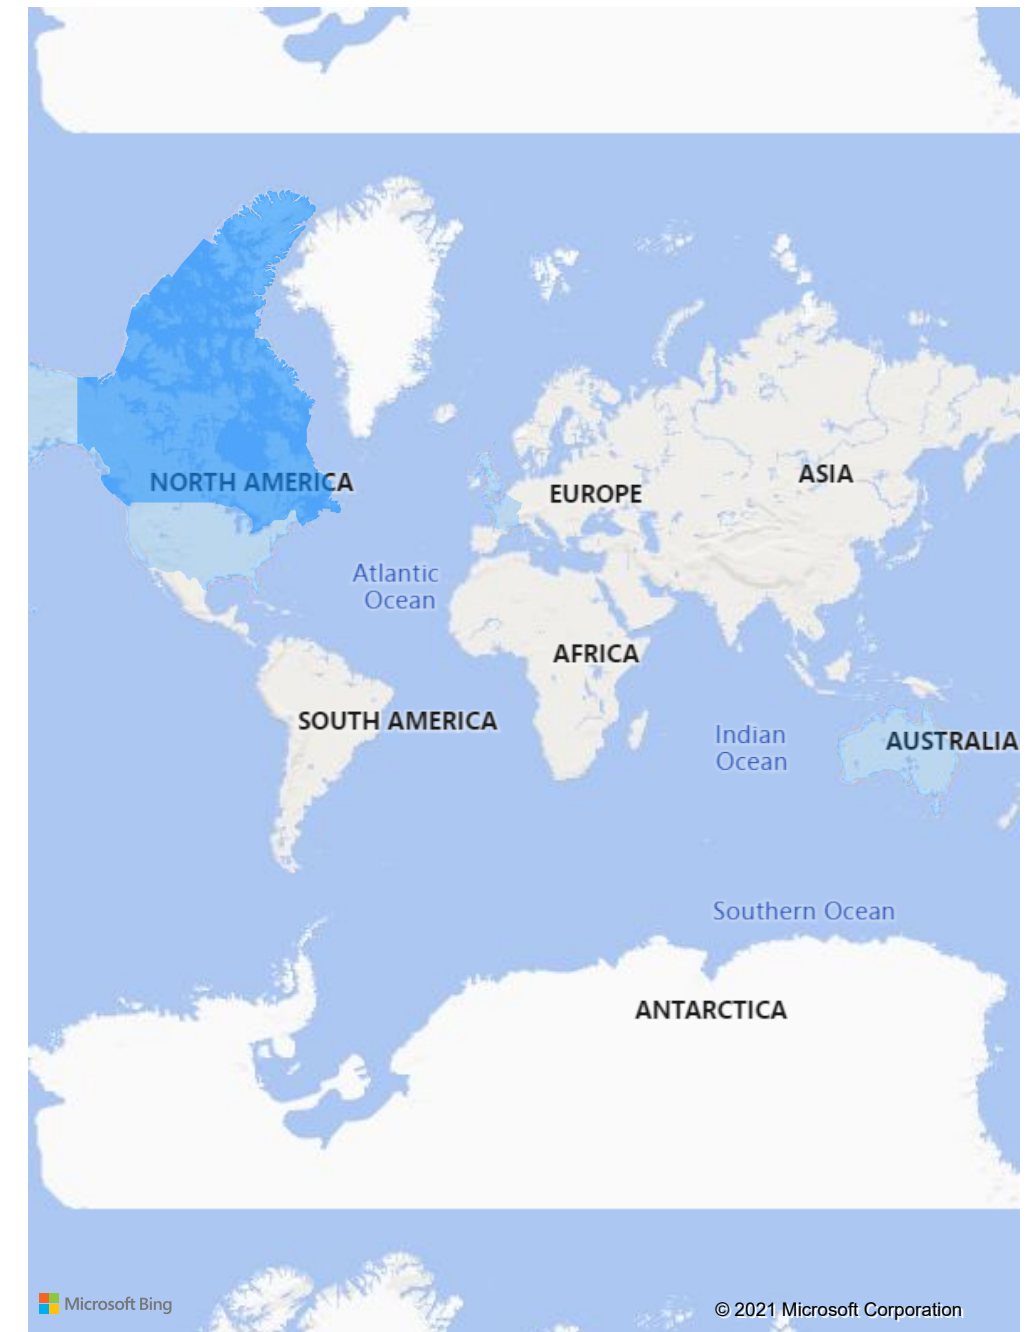 NORTH AMERICA
EUROPE
ASIA
Atlantic
Ocean
AFRICA
SOUTH AMERICA
Indian
Ocean
AUSTRALIA
Southern Ocean
ANTARCTICA
Microsoft Bing
© 2021 Microsoft Corporation